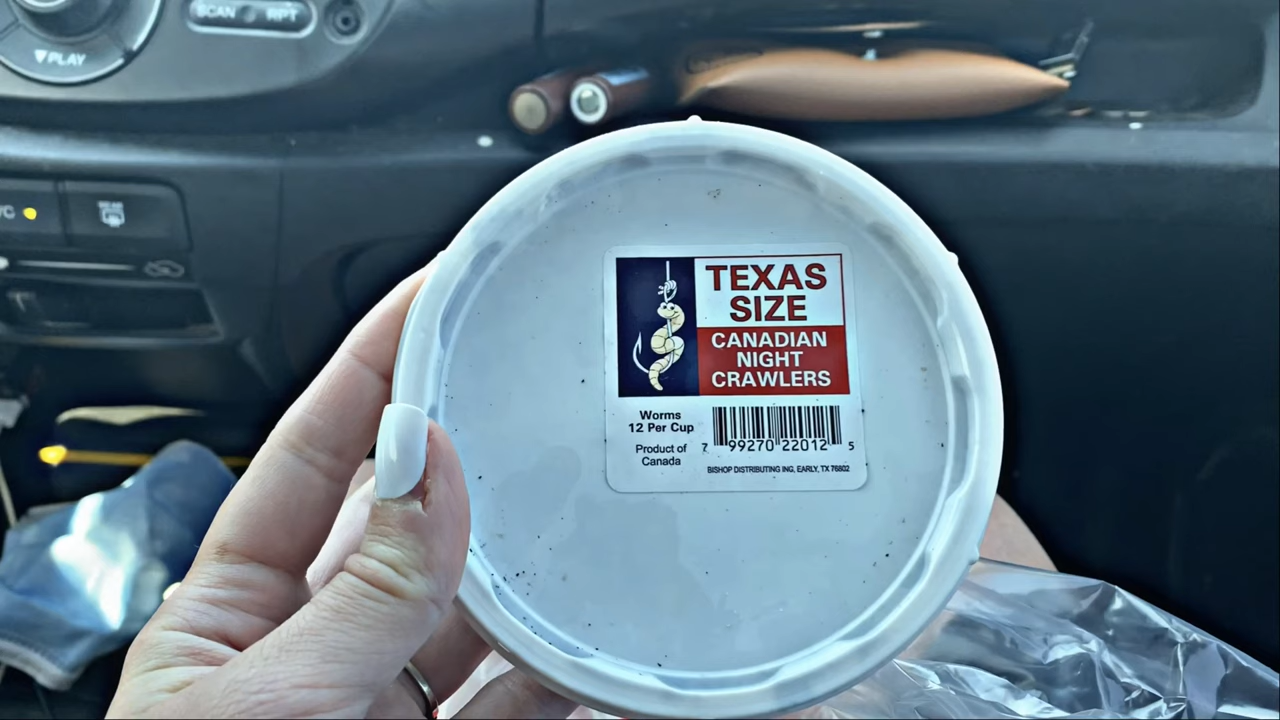 SCAN RPT
▼PLAY
TEXAS
SIZE
CANADIAN
NIGHT
CRAWLERS
Worms
12 Per Cup
Product of
Canada
7 99270 22012 5
BISHOP DISTRIBUTING ING, EARLY, TX 76802